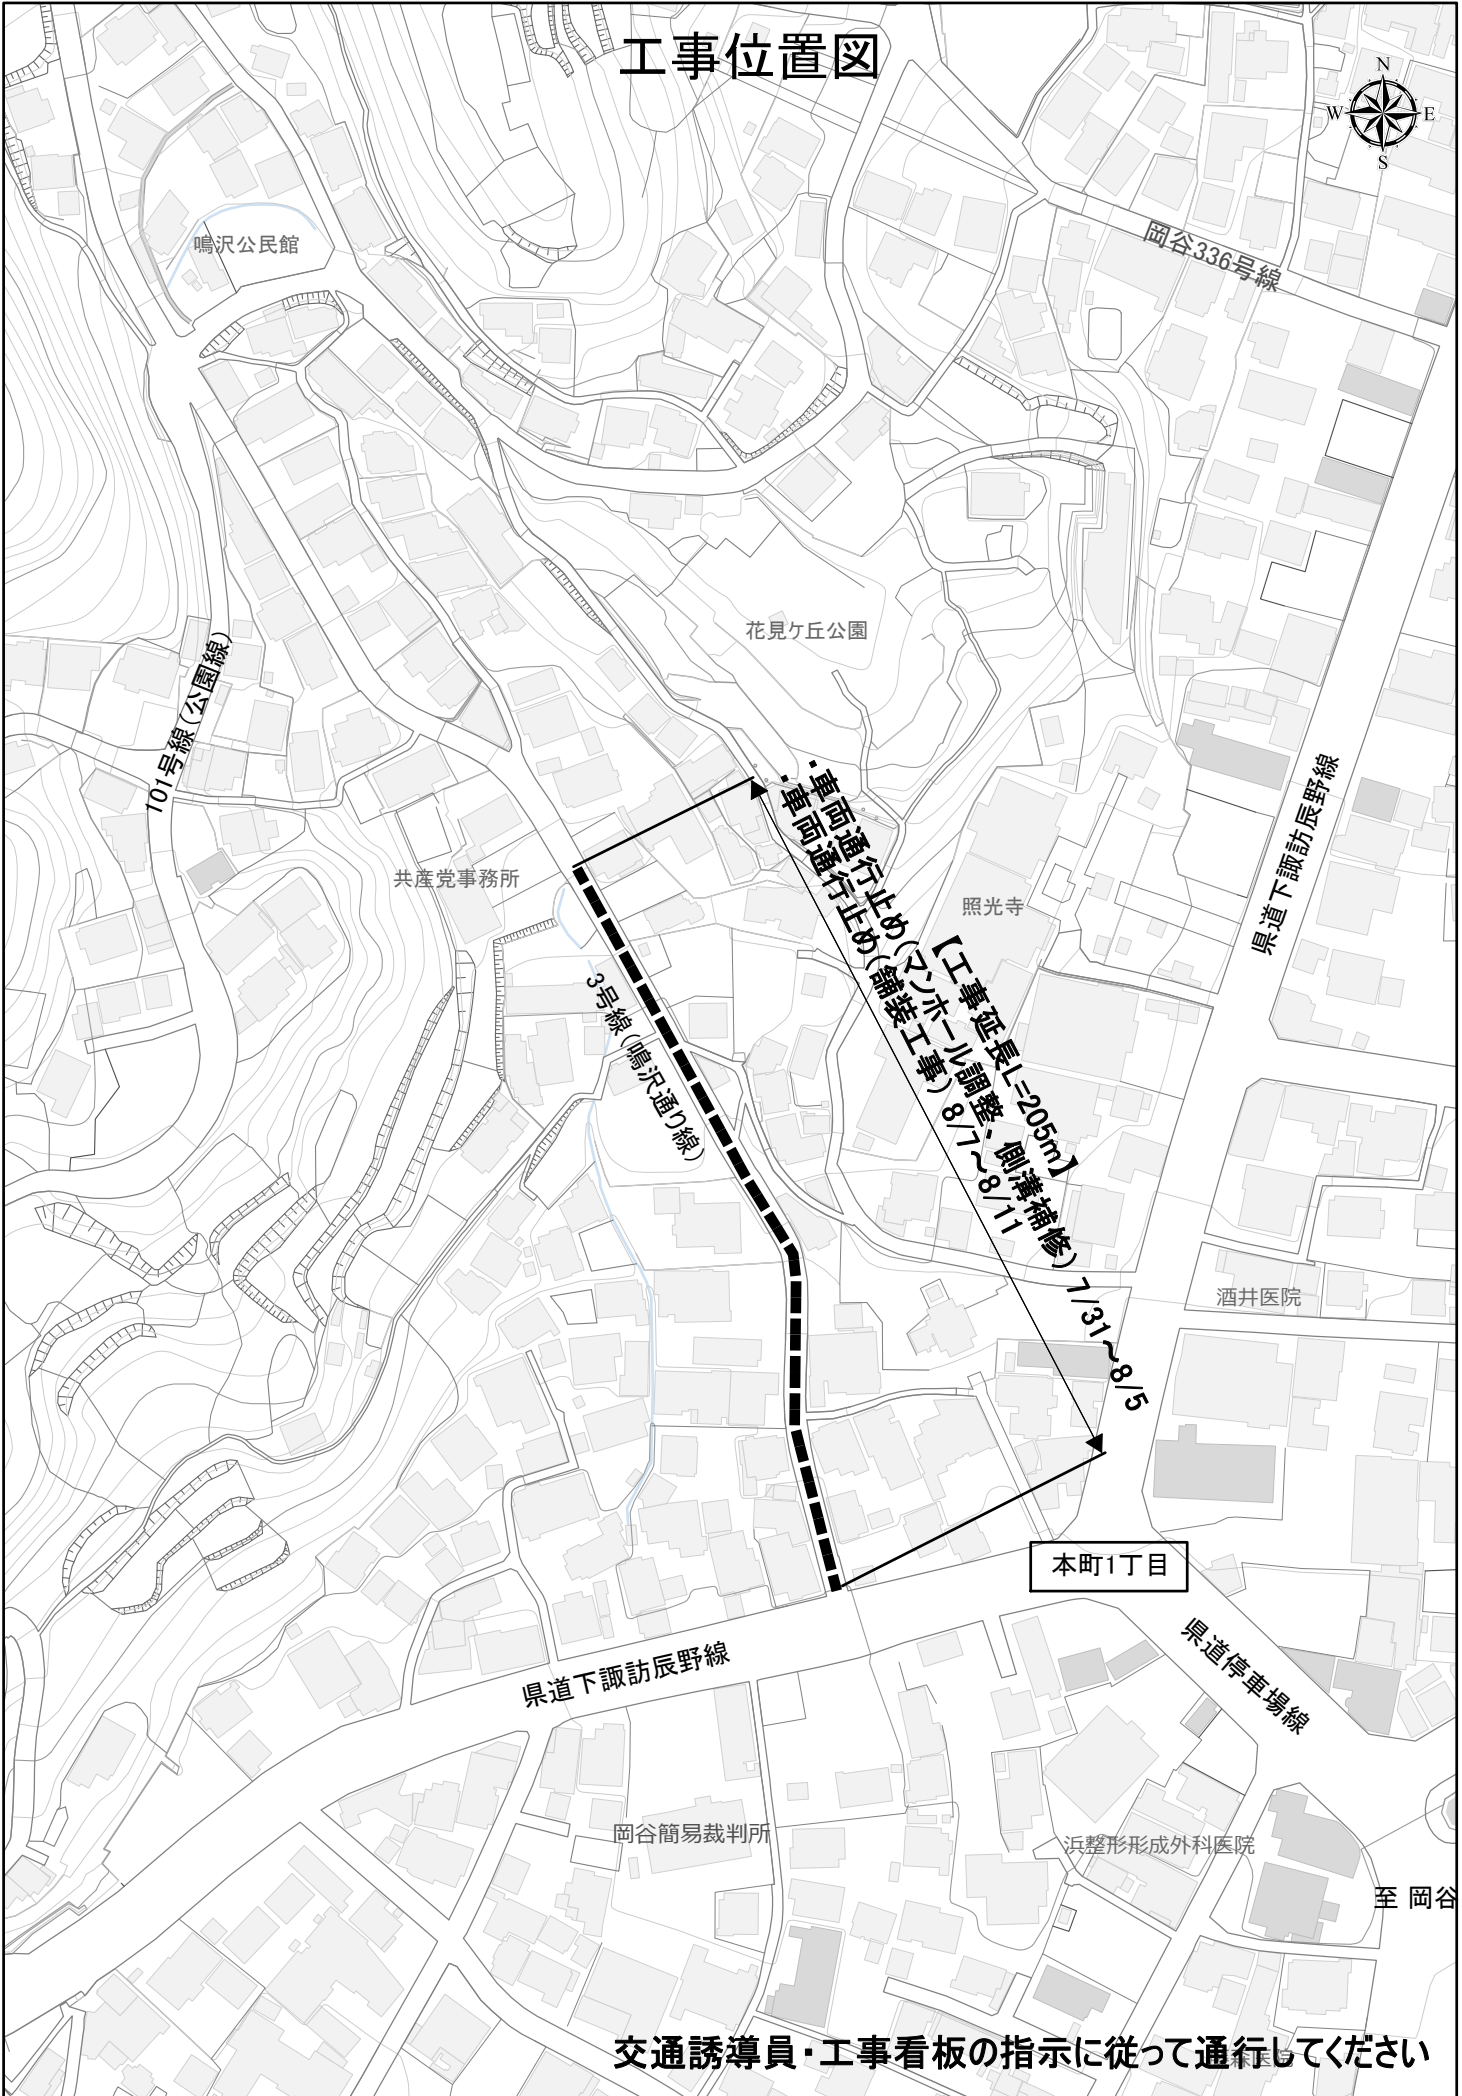 工事位置図
N
W
E
S
鳴沢公民館
岡谷336号線
花見ケ丘公園
101号線(公園線)
県道下諏訪辰野線
・車両通行止め(マンホール調整、側溝補修) 7/31~8/5
・車両通行止め(舗装工事) 8/7~8/11
【工事延長L=205m】
共産党事務所
照光寺
3号線(鳴沢通り線)
酒井医院
本町1丁目
県道下諏訪辰野線
県道停車場線
岡谷簡易裁判所
浜整形形成外科医院
至 岡谷
交通誘導員・工事看板の指示に従って通行してください